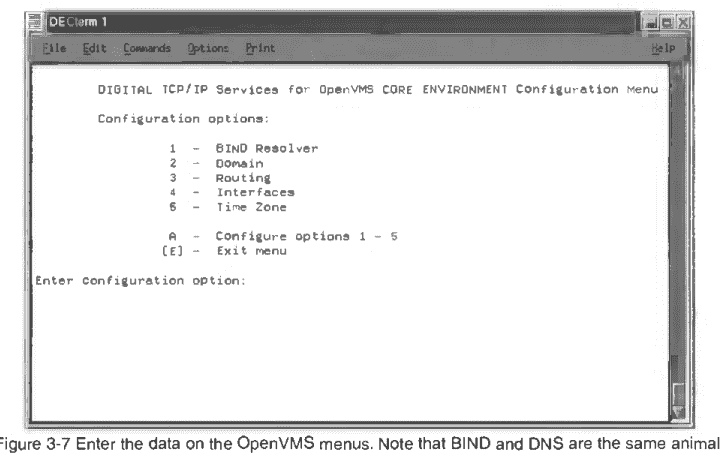 DECterm 1
File Edit Commands Options Print Help
DIGITAL TCP/IP Services for OpenVMS CORE ENVIRONMENT Configuration Menu
Configuration options:
1 - BIND Resolver
2 - Domain
3 - Routing
4 - Interfaces
5 - Time Zone
A - Configure options 1 - 5
[E] - Exit menu
Enter configuration option:
Figure 3-7 Enter the data on the OpenVMS menus. Note that BIND and DNS are the same animal